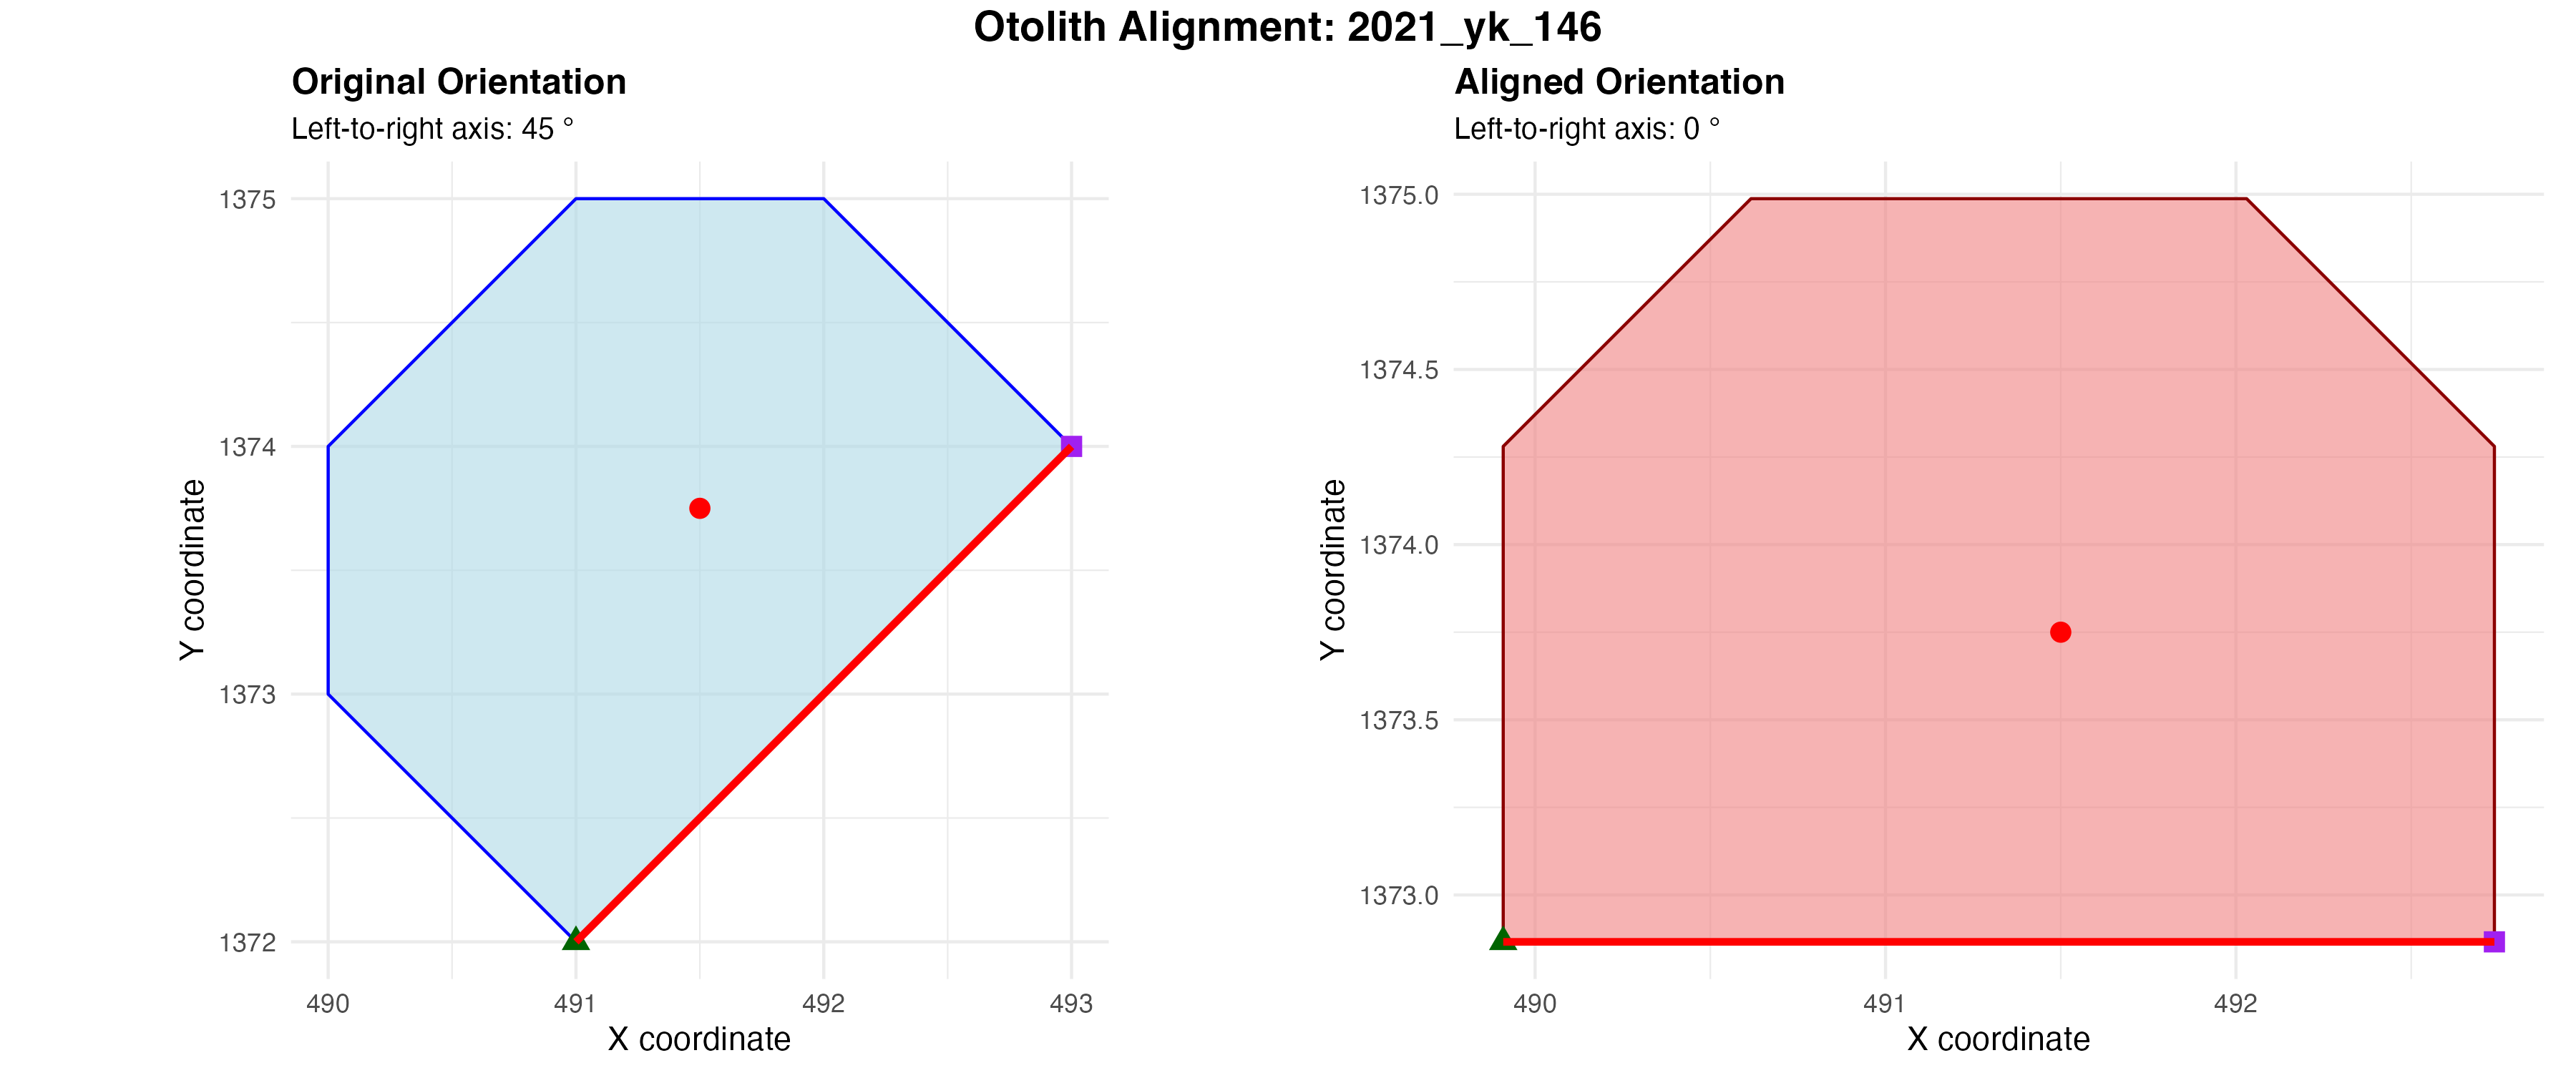 Otolith Alignment: 2021_yk_146
Original Orientation
Left-to-right axis: 45 °
1375
1374
1373
1372
Y coordinate
490 491 492 493
X coordinate
Aligned Orientation
Left-to-right axis: 0 °
1375.0
1374.5
1374.0
1373.5
1373.0
Y coordinate
490 491 492
X coordinate